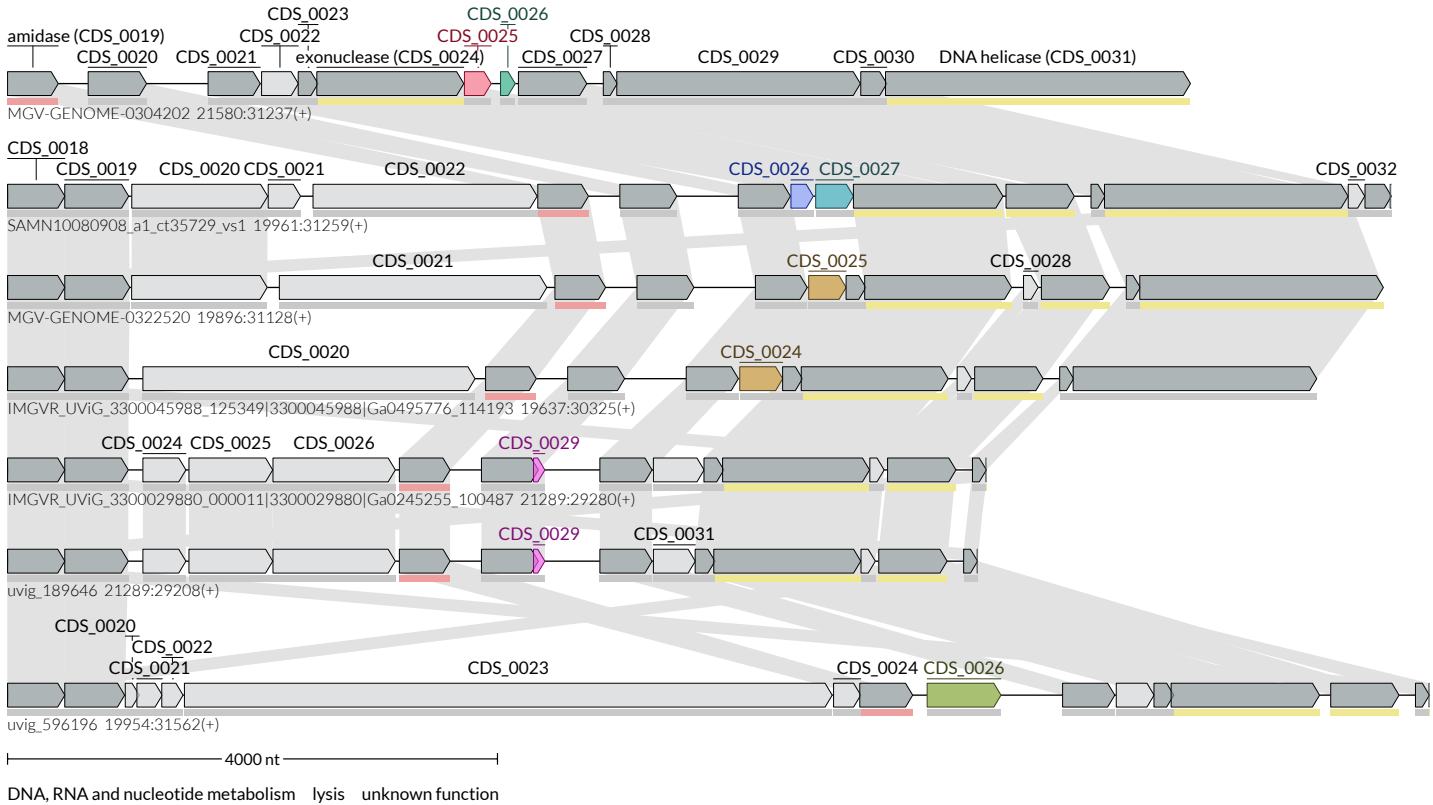 CDS_0023 CDS_0026
amidase (CDS_0019) CDS_0022 CDS_0025 CDS_0028
CDS_0020 CDS_0021 exonuclease (CDS_0024) CDS_0027 CDS_0029 CDS_0030 DNA helicase (CDS_0031)
MGV-GENOME-0304202 21580:31237(+)
CDS_0018
CDS_0019 CDS_0020 CDS_0021 CDS_0022 CDS_0026 CDS_0027 CDS_0032
SAMN10080908_a1_ct35729_vs1 19961:31259(+)
CDS_0021 CDS_0025 CDS_0028
MGV-GENOME-0322520 19896:31128(+)
CDS_0020 CDS_0024
IMGVR_UViG_3300045988_125349|3300045988|Ga0495776_114193 19637:30325(+)
CDS_0024 CDS_0025 CDS_0026 CDS_0029
IMGVR_UViG_3300029880_000011|3300029880|Ga0245255_100487 21289:29280(+)
CDS_0029 CDS_0031
uvig_189646 21289:29208(+)
CDS_0020
CDS_0022
CDS_0021 CDS_0023 CDS_0024 CDS_0026
uvig_596196 19954:31562(+)
4000 nt
DNA, RNA and nucleotide metabolism lysis unknown function